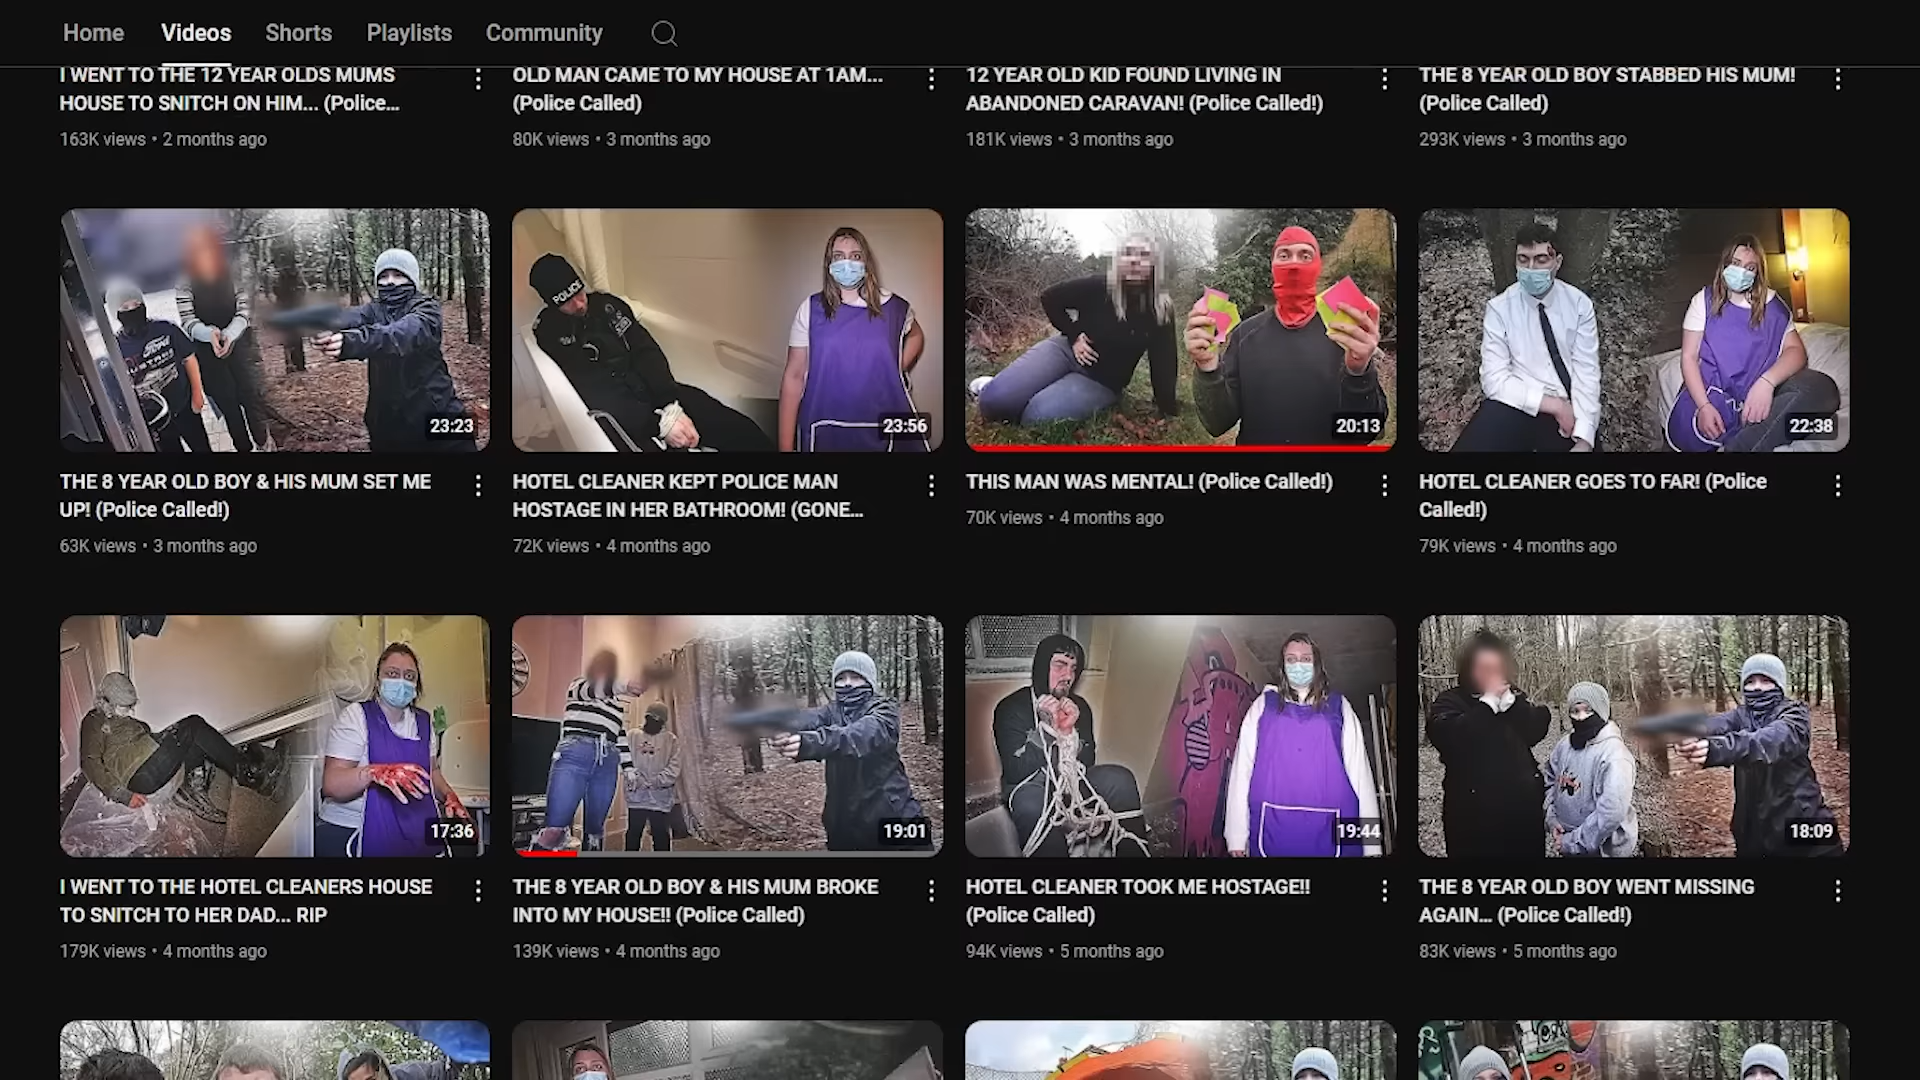 Home Videos Shorts Playlists Community
I WENT TO THE 12 YEAR OLDS MUMS
HOUSE TO SNITCH ON HIM... (Police...
163K views • 2 months ago
OLD MAN CAME TO MY HOUSE AT 1AM...
(Police Called)
80K views • 3 months ago
12 YEAR OLD KID FOUND LIVING IN
ABANDONED CARAVAN! (Police Called!)
181K views • 3 months ago
THE 8 YEAR OLD BOY STABBED HIS MUM!
(Police Called)
293K views • 3 months ago
Ford
23:23
THE 8 YEAR OLD BOY & HIS MUM SET ME
UP! (Police Called!)
63K views • 3 months ago
POLICE
23:56
HOTEL CLEANER KEPT POLICE MAN
HOSTAGE IN HER BATHROOM! (GONE...
72K views • 4 months ago
20:13
THIS MAN WAS MENTAL! (Police Called!)
70K views • 4 months ago
22:38
HOTEL CLEANER GOES TO FAR! (Police
Called!)
79K views • 4 months ago
17:36
I WENT TO THE HOTEL CLEANERS HOUSE
TO SNITCH TO HER DAD... RIP
179K views • 4 months ago
19:01
THE 8 YEAR OLD BOY & HIS MUM BROKE
INTO MY HOUSE!! (Police Called)
139K views • 4 months ago
19:44
HOTEL CLEANER TOOK ME HOSTAGE!!
(Police Called)
94K views • 5 months ago
18:09
THE 8 YEAR OLD BOY WENT MISSING
AGAIN... (Police Called!)
83K views • 5 months ago